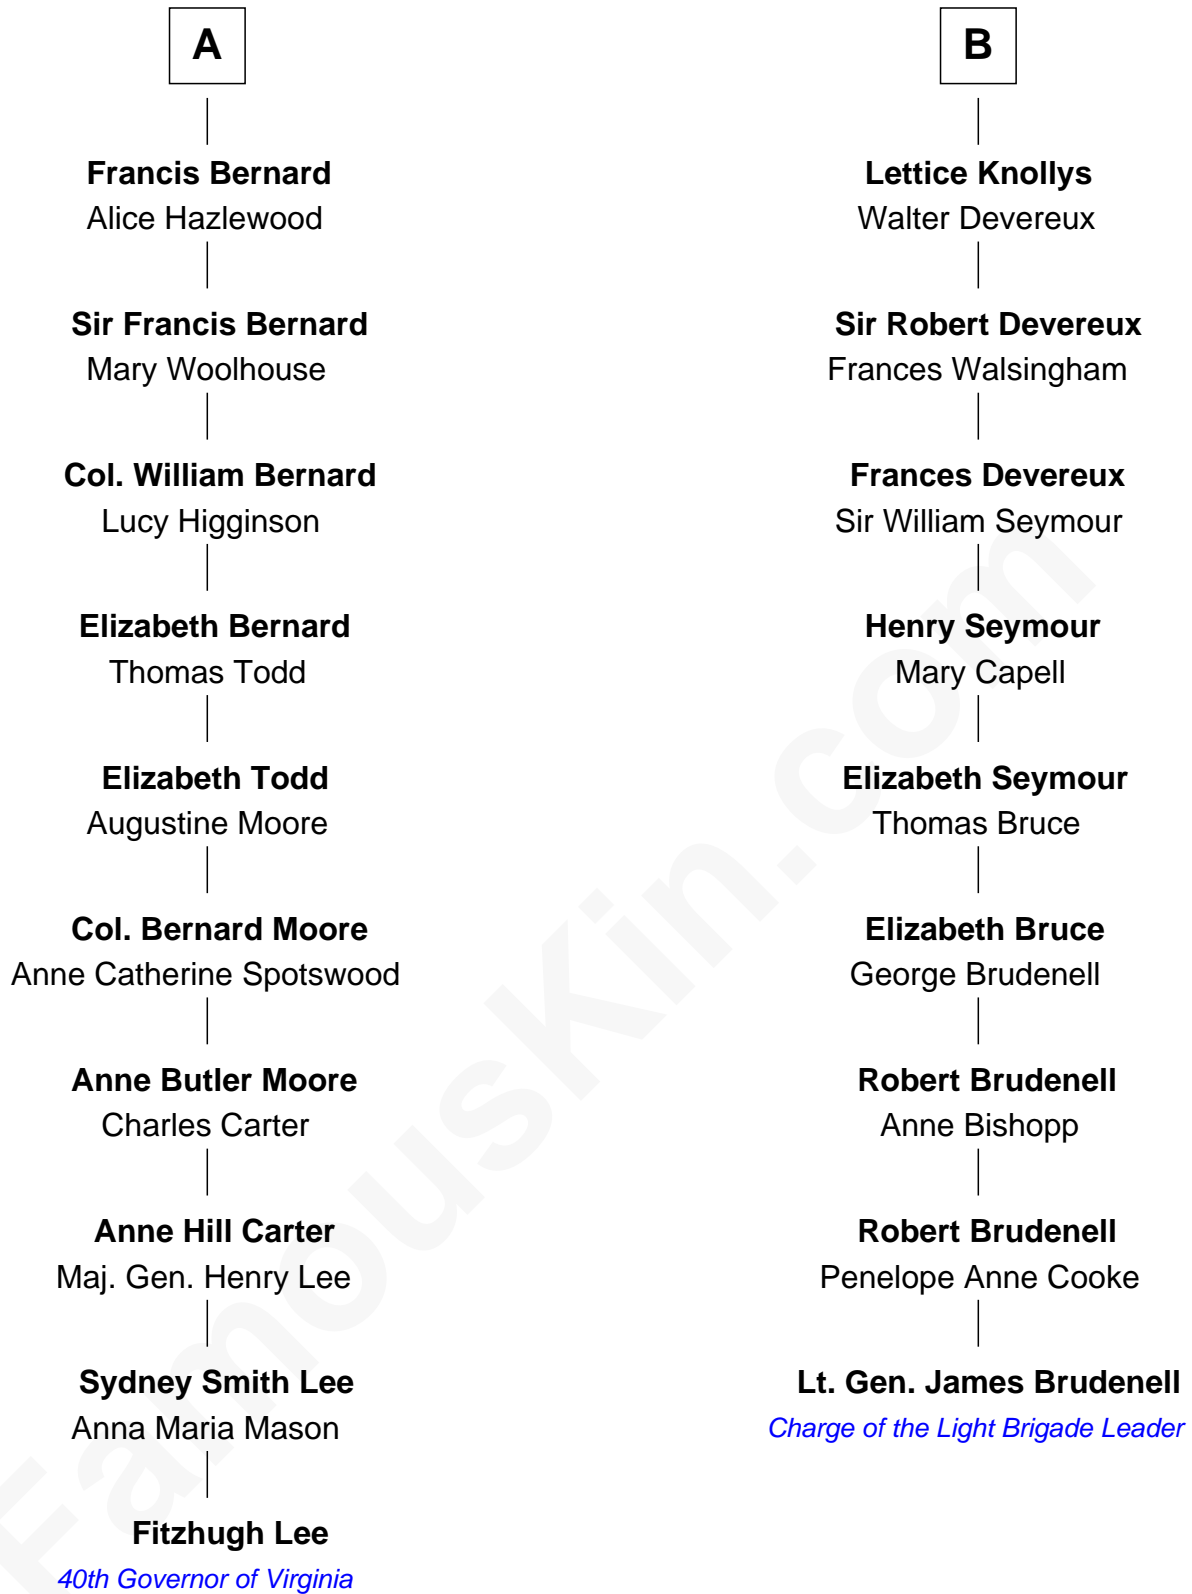 A
Francis Bernard
Alice Hazlewood
Sir Francis Bernard
Mary Woolhouse
Col. William Bernard
Lucy Higginson
Elizabeth Bernard
Thomas Todd
Elizabeth Todd
Augustine Moore
Col. Bernard Moore
Anne Catherine Spotswood
Anne Butler Moore
Charles Carter
Anne Hill Carter
Maj. Gen. Henry Lee
Sydney Smith Lee
Anna Maria Mason
Fitzhugh Lee
40th Governor of Virginia
B
Lettice Knollys
Walter Devereux
Sir Robert Devereux
Frances Walsingham
Frances Devereux
Sir William Seymour
Henry Seymour
Mary Capell
Elizabeth Seymour
Thomas Bruce
Elizabeth Bruce
George Brudenell
Robert Brudenell
Anne Bishopp
Robert Brudenell
Penelope Anne Cooke
Lt. Gen. James Brudenell
Charge of the Light Brigade Leader
FamousKin.com